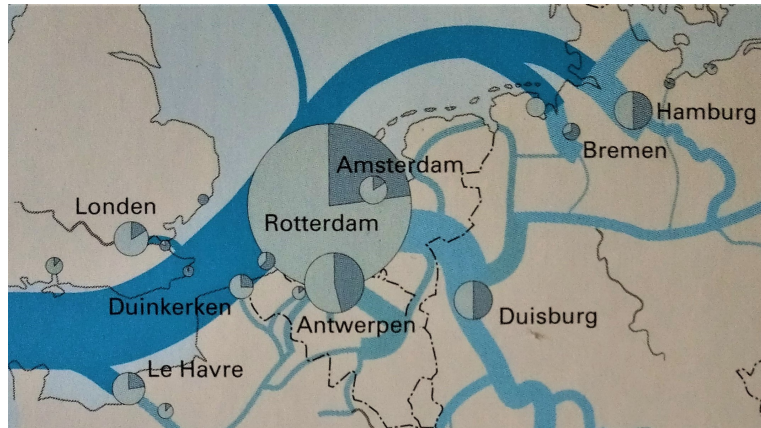 Amsterdam
Hamburg
Bremen
Londen
Rotterdam
Duinkerken
Antwerpen
Duisburg
Le Havre